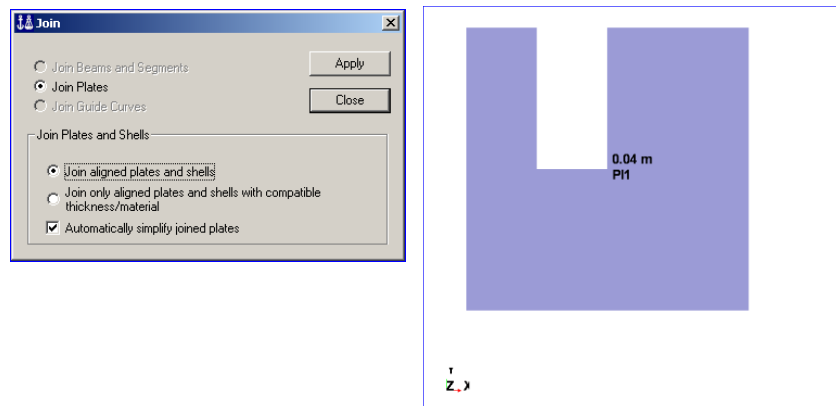 Join
Join Beams and Segments
Join Plates
Join Guide Curves
Apply
Close
Join Plates and Shells
Join aligned plates and shells
Join only aligned plates and shells with compatible
thickness/material
Automatically simplify joined plates
0.04 m
Pl1
Z X